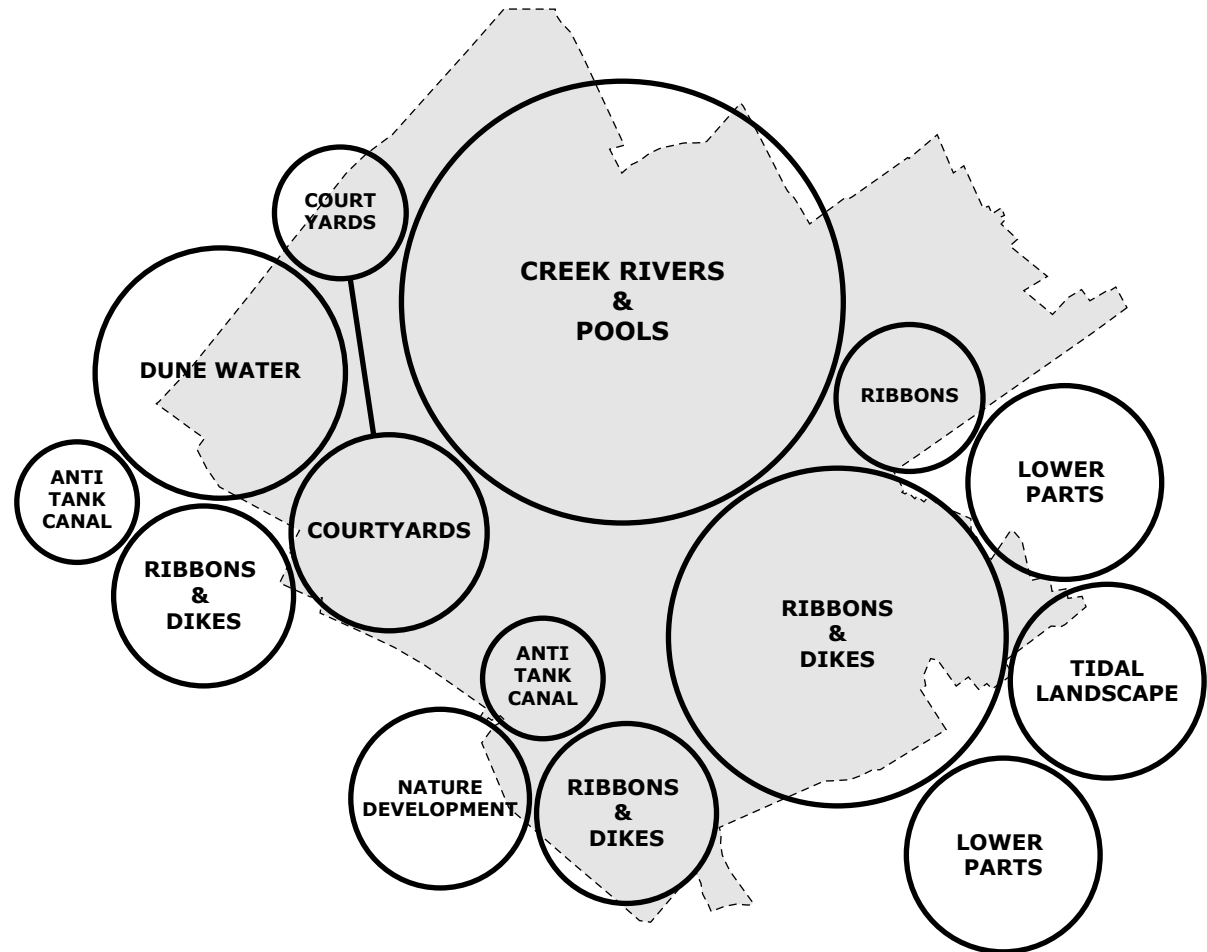 COURT
YARDS
CREEK RIVERS
&
POOLS
DUNE WATER
RIBBONS
ANTI
TANK
CANAL
LOWER
PARTS
COURTYARDS
RIBBONS
&
DIKES
RIBBONS
&
DIKES
ANTI
TANK
CANAL
TIDAL
LANDSCAPE
NATURE
DEVELOPMENT
RIBBONS
&
DIKES
LOWER
PARTS